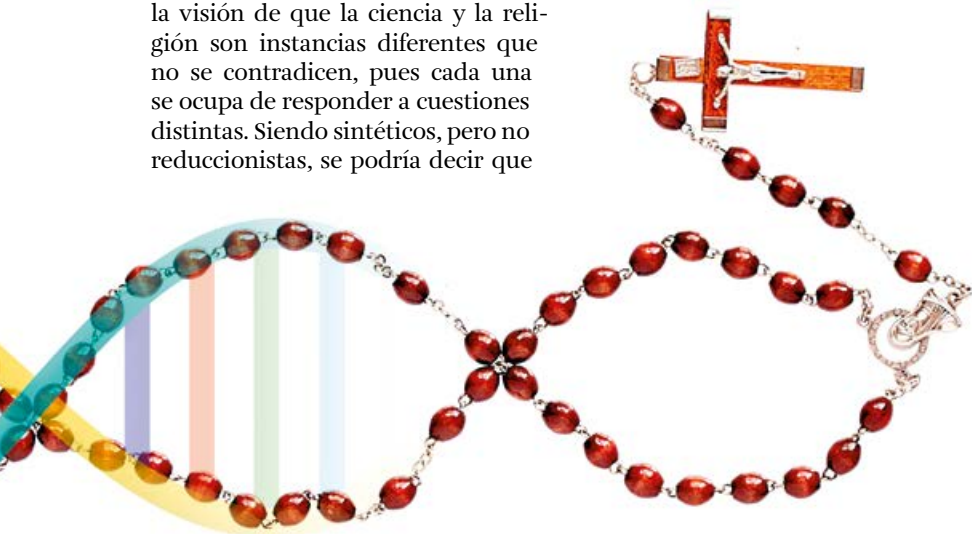 la visión de que la ciencia y la reli-
gión son instancias diferentes que
no se contradicen, pues cada una
se ocupa de responder a cuestiones
distintas. Siendo sintéticos, pero no
reduccionistas, se podría decir que